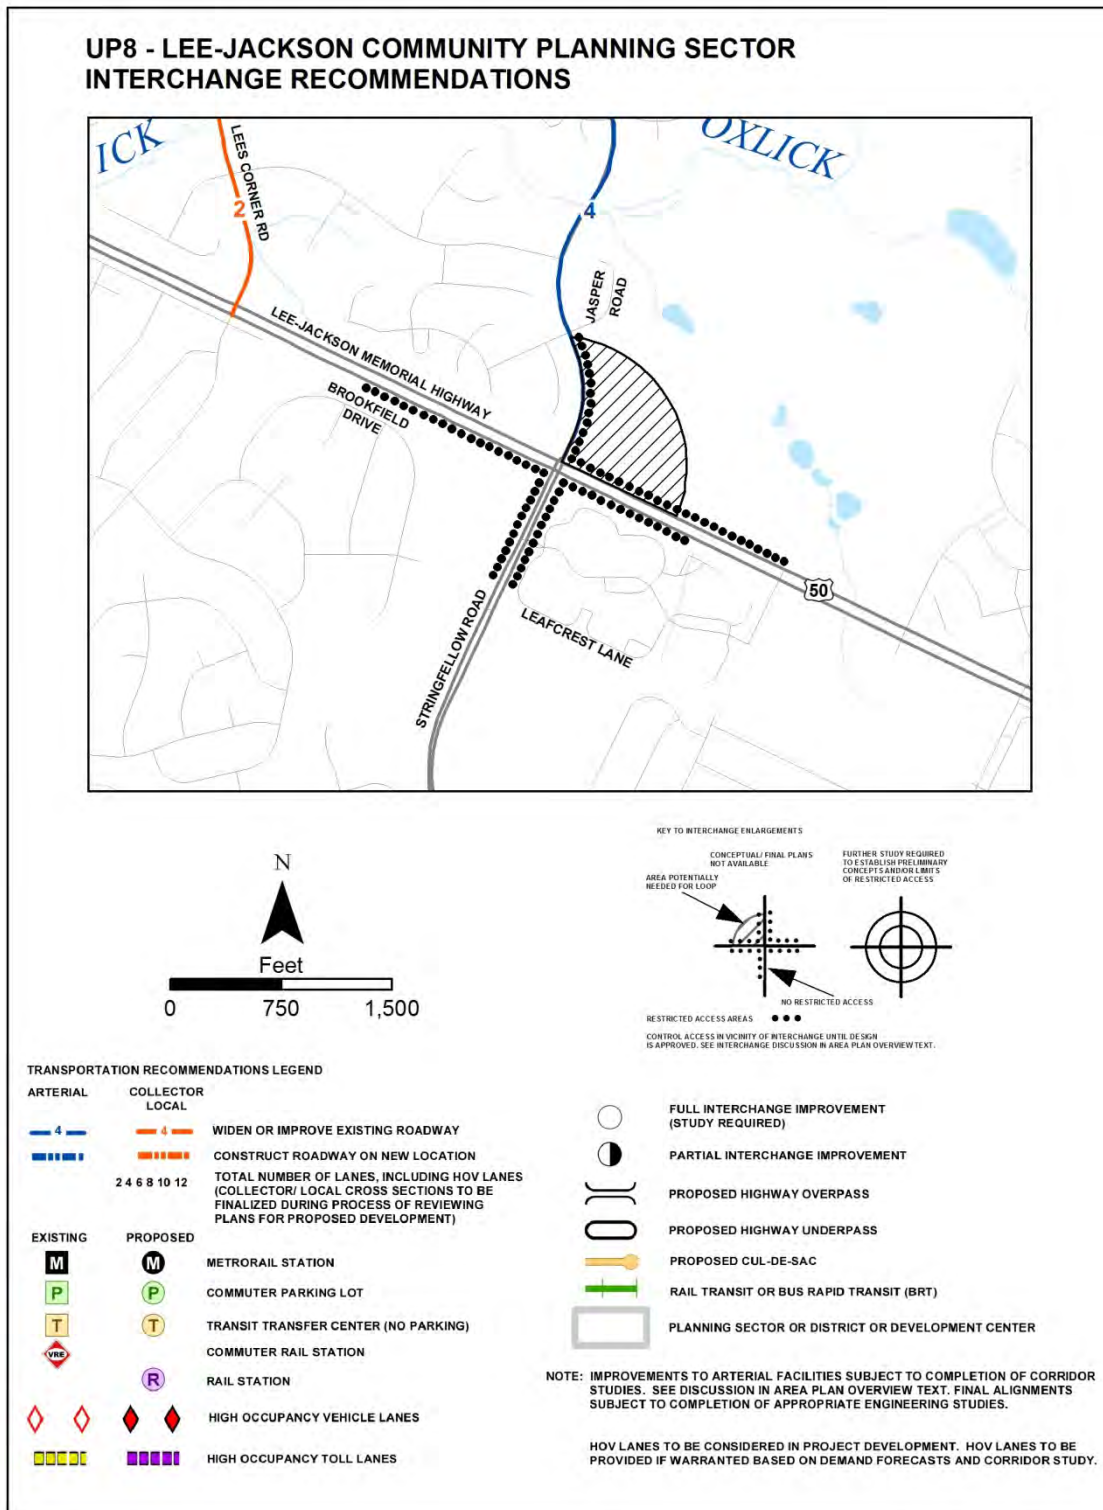 UP8 - LEE-JACKSON COMMUNITY PLANNING SECTOR
INTERCHANGE RECOMMENDATIONS
ICK
OXLICK
LEES CORNER RD
2
4
JASPER
ROAD
LEE-JACKSON MEMORIAL HIGHWAY
BROOKFIELD
DRIVE
50
STRINGFELLOW ROAD
LEAFCREST LANE
N
Feet
0 750 1,500
KEY TO INTERCHANGE ENLARGEMENTS
CONCEPTUAL/ FINAL PLANS
NOT AVAILABLE
AREA POTENTIALLY
NEEDED FOR LOOP
FURTHER STUDY REQUIRED
TO ESTABLISH PRELIMINARY
CONCEPTS AND/OR LIMITS
OF RESTRICTED ACCESS
NO RESTRICTED ACCESS
RESTRICTED ACCESS AREAS
CONTROL ACCESS IN VICINITY OF INTERCHANGE UNTIL DESIGN
IS APPROVED. SEE INTERCHANGE DISCUSSION IN AREA PLAN OVERVIEW TEXT.
TRANSPORTATION RECOMMENDATIONS LEGEND
ARTERIAL COLLECTOR
LOCAL
4 4 WIDEN OR IMPROVE EXISTING ROADWAY
CONSTRUCT ROADWAY ON NEW LOCATION
2 4 6 8 10 12 TOTAL NUMBER OF LANES, INCLUDING HOV LANES
(COLLECTOR/ LOCAL CROSS SECTIONS TO BE
FINALIZED DURING PROCESS OF REVIEWING
PLANS FOR PROPOSED DEVELOPMENT)
EXISTING PROPOSED
M M METRORAIL STATION
P P COMMUTER PARKING LOT
T T TRANSIT TRANSFER CENTER (NO PARKING)
VRE COMMUTER RAIL STATION
R RAIL STATION
HIGH OCCUPANCY VEHICLE LANES
HIGH OCCUPANCY TOLL LANES
FULL INTERCHANGE IMPROVEMENT
(STUDY REQUIRED)
PARTIAL INTERCHANGE IMPROVEMENT
PROPOSED HIGHWAY OVERPASS
PROPOSED HIGHWAY UNDERPASS
PROPOSED CUL-DE-SAC
RAIL TRANSIT OR BUS RAPID TRANSIT (BRT)
PLANNING SECTOR OR DISTRICT OR DEVELOPMENT CENTER
NOTE: IMPROVEMENTS TO ARTERIAL FACILITIES SUBJECT TO COMPLETION OF CORRIDOR
STUDIES. SEE DISCUSSION IN AREA PLAN OVERVIEW TEXT. FINAL ALIGNMENTS
SUBJECT TO COMPLETION OF APPROPRIATE ENGINEERING STUDIES.
HOV LANES TO BE CONSIDERED IN PROJECT DEVELOPMENT. HOV LANES TO BE
PROVIDED IF WARRANTED BASED ON DEMAND FORECASTS AND CORRIDOR STUDY.